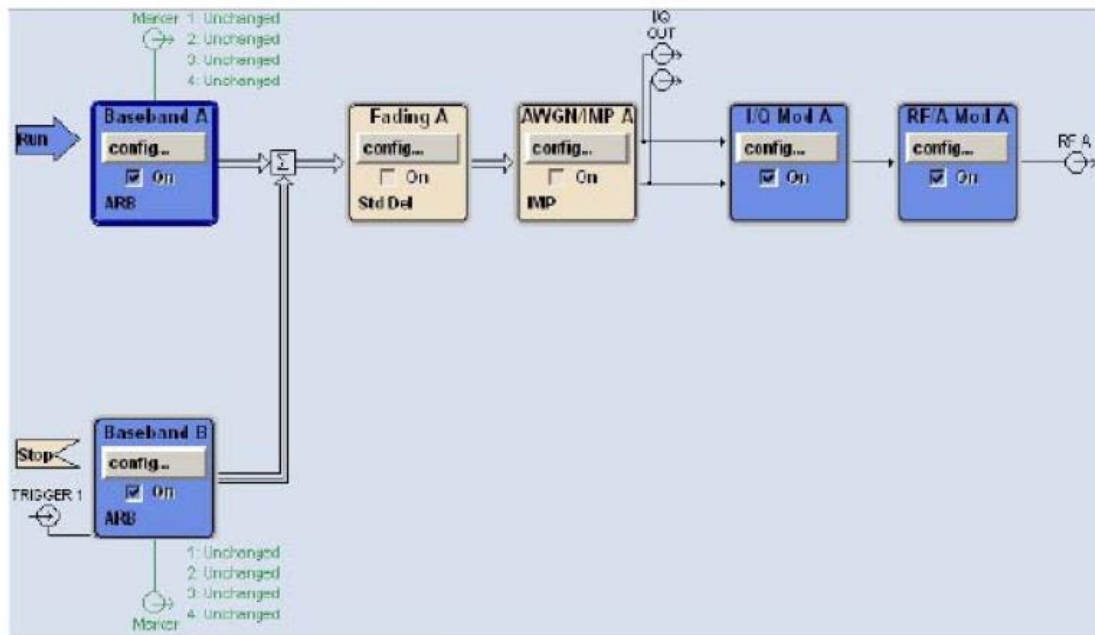 Marker 1: Unchanged
2: Unchanged
3: Unchanged
4: Unchanged
I/Q
OUT
Run
Baseband A
config...
On
ARB
Σ
Fading A
config...
On
Std Del
AWGN/IMP A
config...
On
IMP
I/Q Mod A
config...
On
RF/A Mod A
config...
On
RF A
Stop
TRIGGER 1
Baseband B
config...
On
ARB
1: Unchanged
2: Unchanged
3: Unchanged
4: Unchanged
Marker